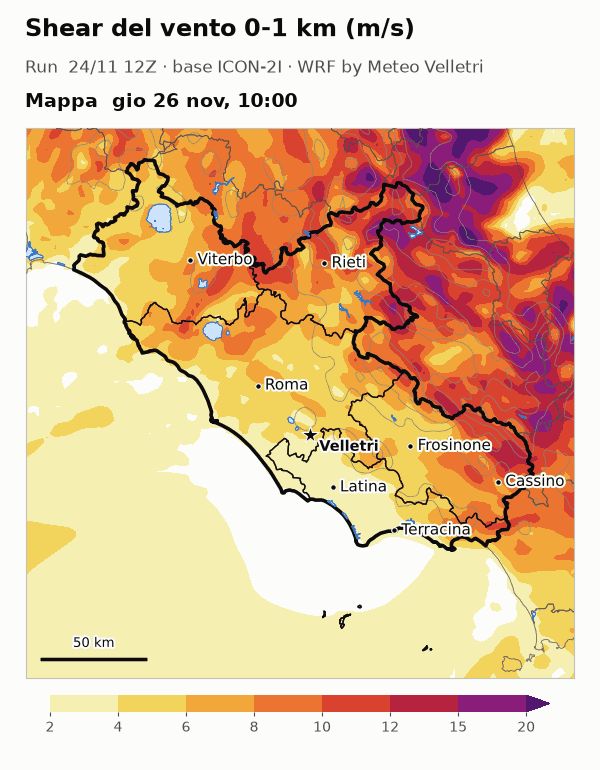 Shear del vento 0-1 km (m/s)
Run  24/11 12Z · base ICON-2I · WRF by Meteo Velletri
Mappa  gio 26 nov, 10:00
Viterbo
Rieti
Roma
Velletri
Frosinone
Latina
Cassino
Terracina
50 km
2 4 6 8 10 12 15 20